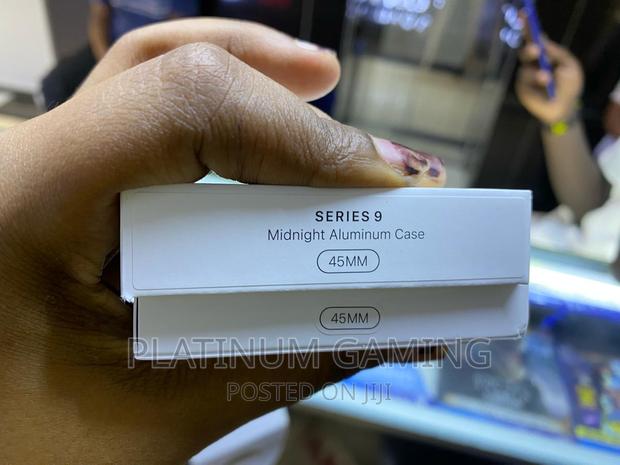 SERIES 9
Midnight Aluminum Case
45MM
45MM
PLATINUM GAMING
POSTED ON JIJI